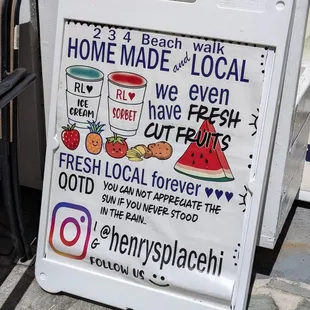 2 3 4 Beach walk
HOME MADE and LOCAL
RL♥
ICE
CREAM
RL♥
SORBET
we even
have FRESH
CUT FRUITS
FRESH LOCAL forever ♥♥♥
QOTD
YOU CAN NOT APPRECIATE THE
SUN IF YOU NEVER STOOD
IN THE RAIN..
IG
@henrysplacehi
FOLLOW US